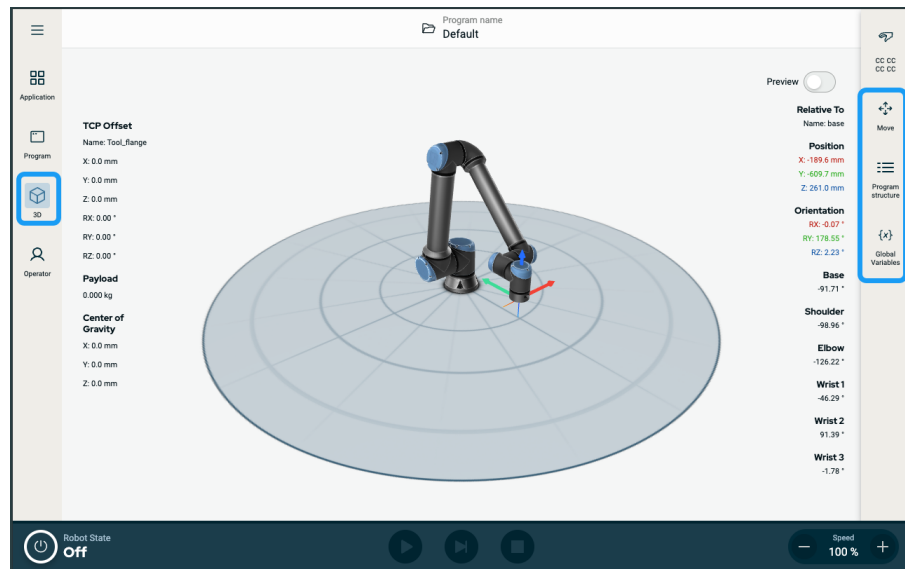 Program name
Default
Application
Program
3D
Operator
TCP Offset
Name: Tool_flange
X: 0.0 mm
Y: 0.0 mm
Z: 0.0 mm
RX: 0.00 °
RY: 0.00 °
RZ: 0.00 °
Payload
0.000 kg
Center of
Gravity
X: 0.0 mm
Y: 0.0 mm
Z: 0.0 mm
Preview
Relative To
Name: base
Position
X: -189.6 mm
Y: -609.7 mm
Z: 261.0 mm
Orientation
RX: -0.07 °
RY: 178.55 °
RZ: 2.23 °
Base
-91.71 °
Shoulder
-98.96 °
Elbow
-126.22 °
Wrist 1
-46.29 °
Wrist 2
91.39 °
Wrist 3
-1.78 °
CC CC
CC CC
Move
Program
structure
{x}
Global
Variables
Robot State
Off
Speed
100 %